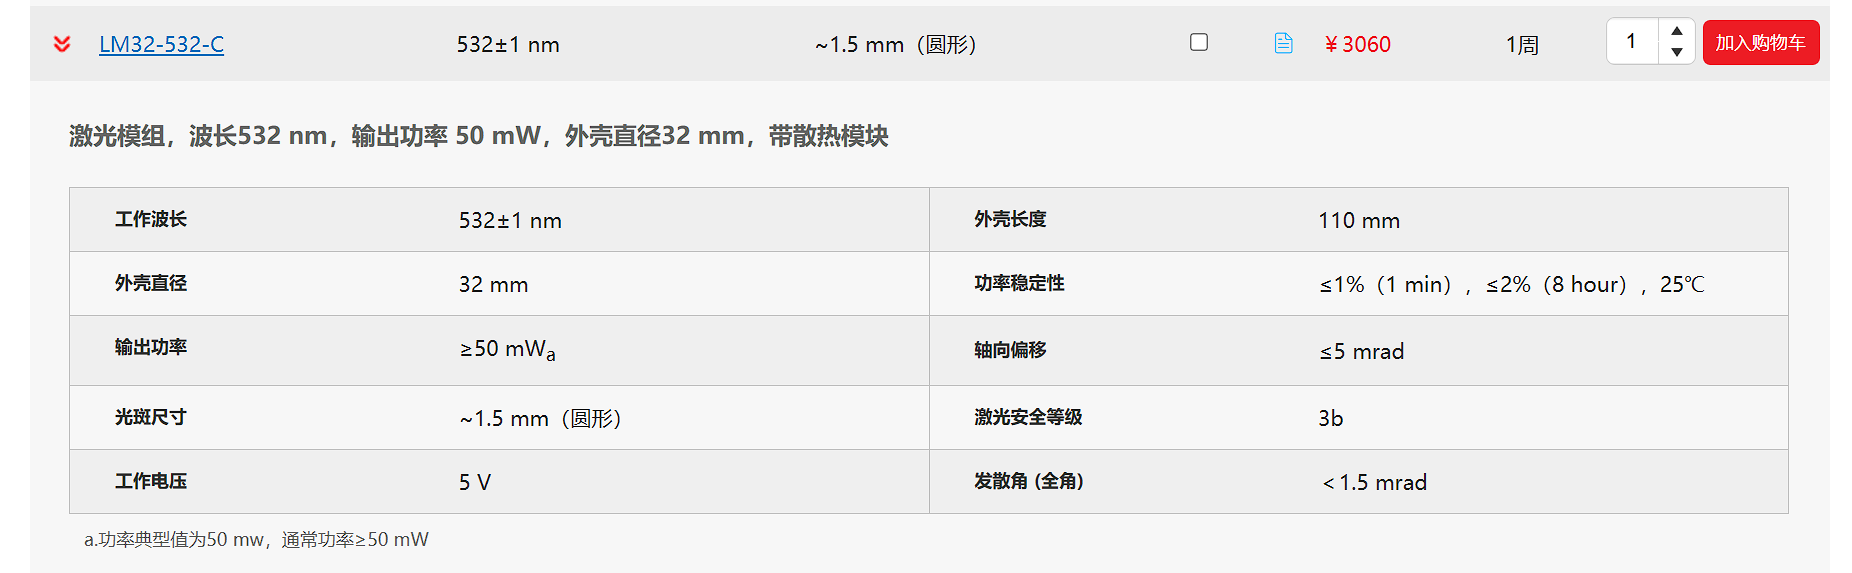 LM32-532-C 532±1 nm ~1.5 mm（圆形） ￥3060 1周 1 加入购物车
激光模组，波长532 nm，输出功率 50 mW，外壳直径32 mm，带散热模块
工作波长 532±1 nm 外壳长度 110 mm
外壳直径 32 mm 功率稳定性 ≤1%（1 min），≤2%（8 hour），25℃
输出功率 ≥50 mWa 轴向偏移 ≤5 mrad
光斑尺寸 ~1.5 mm（圆形） 激光安全等级 3b
工作电压 5 V 发散角 (全角) ＜1.5 mrad
a.功率典型值为50 mw，通常功率≥50 mW